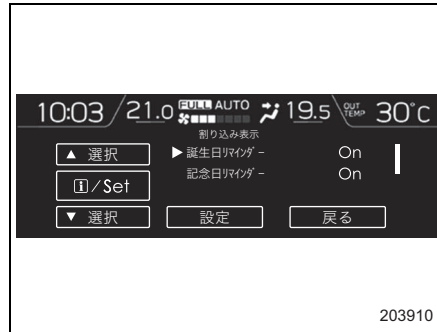 10:03 21.0 FULL AUTO 19.5 OUT TEMP 30°C
割り込み表示
▲ 選択 ▶誕生日リマインダー On
i/Set 記念日リマインダー On
▼ 選択 設定 戻る
203910